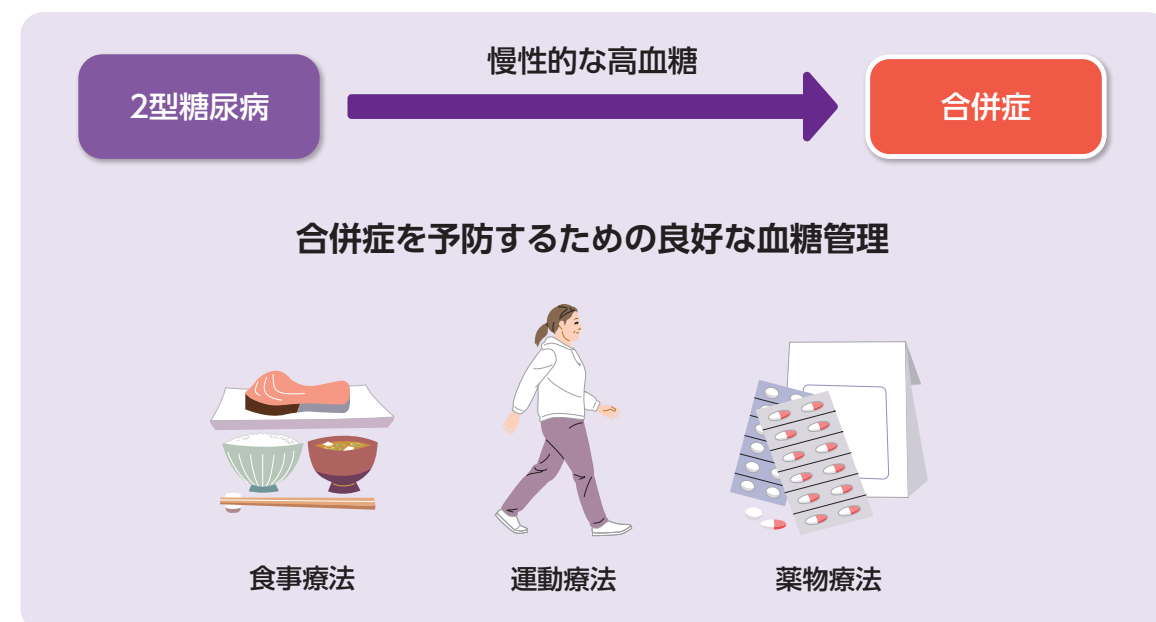 慢性的な高血糖
2型糖尿病
合併症
合併症を予防するための良好な血糖管理
食事療法
運動療法
薬物療法